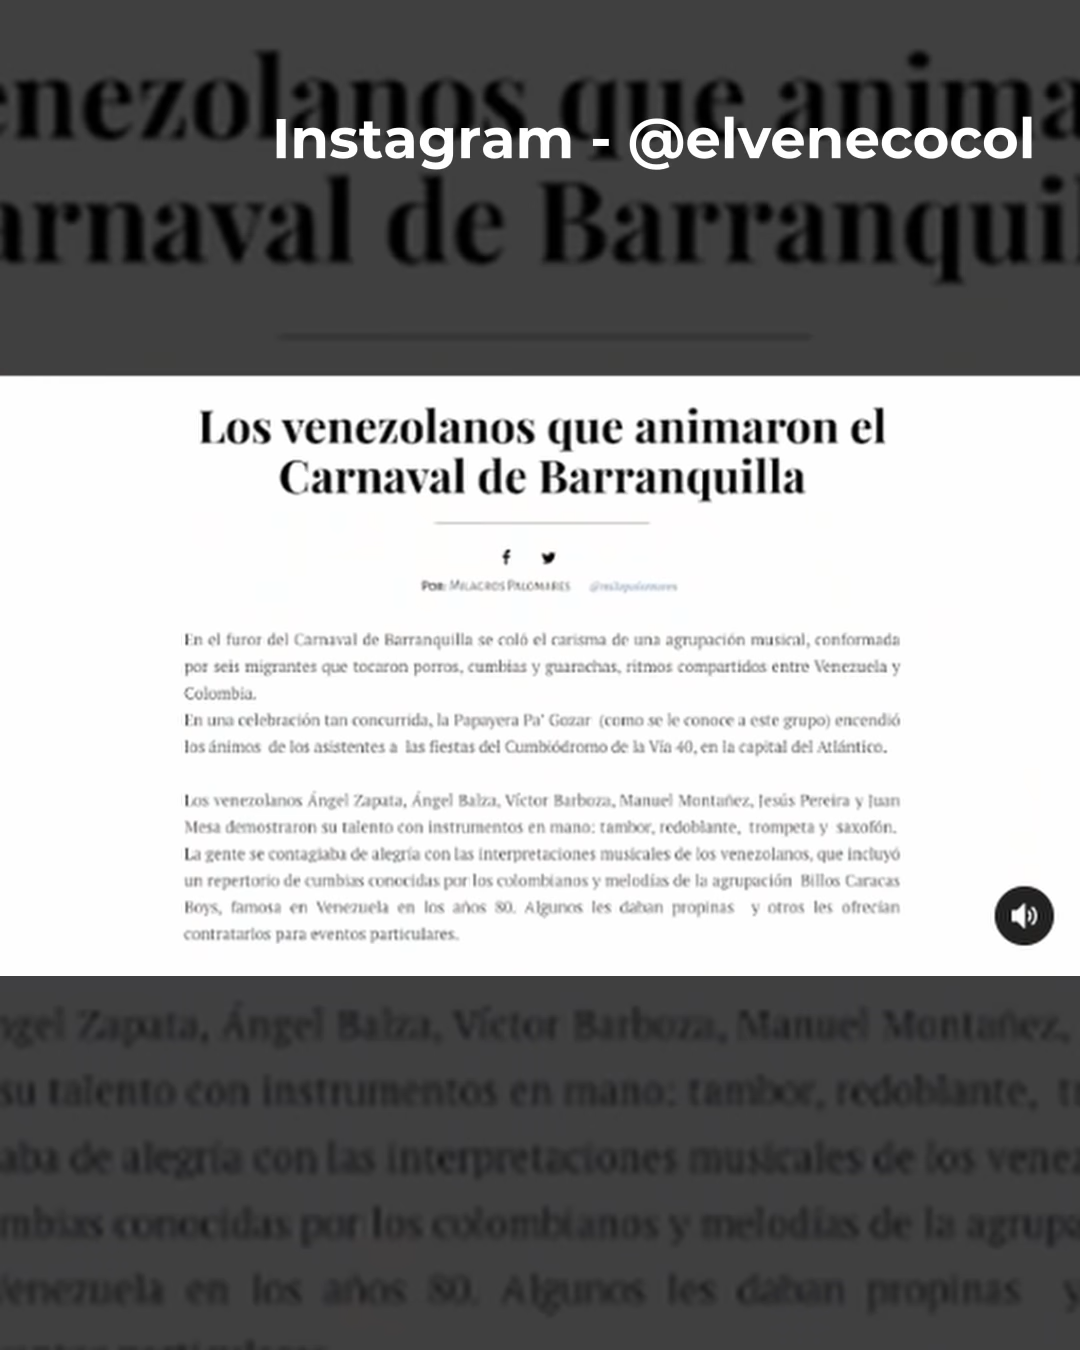 enezolanos que anima
Instagram - @elvenecocol
arnaval de Barranquil
Los venezolanos que animaron el
Carnaval de Barranquilla
Por: Milagros Palomares
En el furor del Carnaval de Barranquilla se coló el carisma de una agrupación musical, conformada
por seis migrantes que tocaron porros, cumbias y guarachas, ritmos compartidos entre Venezuela y
Colombia.
En una celebración tan concurrida, la Papayera Pa' Gozar (como se le conoce a este grupo) encendió
los ánimos de los asistentes a las fiestas del Cumbiódromo de la Vía 40, en la capital del Atlántico.
Los venezolanos Ángel Zapata, Ángel Balza, Víctor Barboza, Manuel Montañez, Jesús Pereira y Juan
Mesa demostraron su talento con instrumentos en mano: tambor, redoblante, trompeta y saxofón.
La gente se contagiaba de alegría con las interpretaciones musicales de los venezolanos, que incluyó
un repertorio de cumbias conocidas por los colombianos y melodías de la agrupación Billos Caracas
Boys, famosa en Venezuela en los años 80. Algunos les daban propinas y otros les ofrecían
contratarlos para eventos particulares.
ngel Zapata, Ángel Balza, Víctor Barboza, Manuel Montañez,
su talento con instrumentos en mano: tambor, redoblante, t
aba de alegría con las interpretaciones musicales de los venez
mbias conocidas por los colombianos y melodías de la agrupa
Venezuela en los años 80. Algunos les daban propinas y